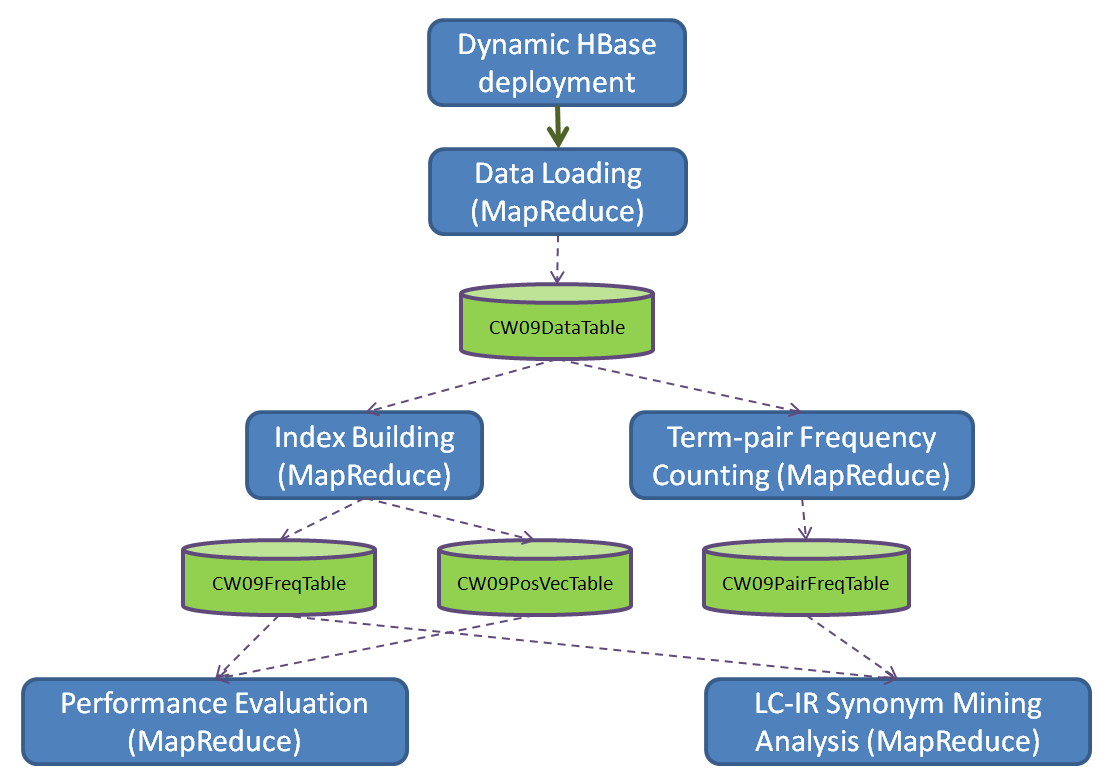 Dynamic HBase
deployment
Data Loading
(MapReduce)
CW09DataTable
Index Building
(MapReduce)
Term-pair Frequency
Counting (MapReduce)
CW09FreqTable
CW09PosVecTable
CW09PairFreqTable
Performance Evaluation
(MapReduce)
LC-IR Synonym Mining
Analysis (MapReduce)